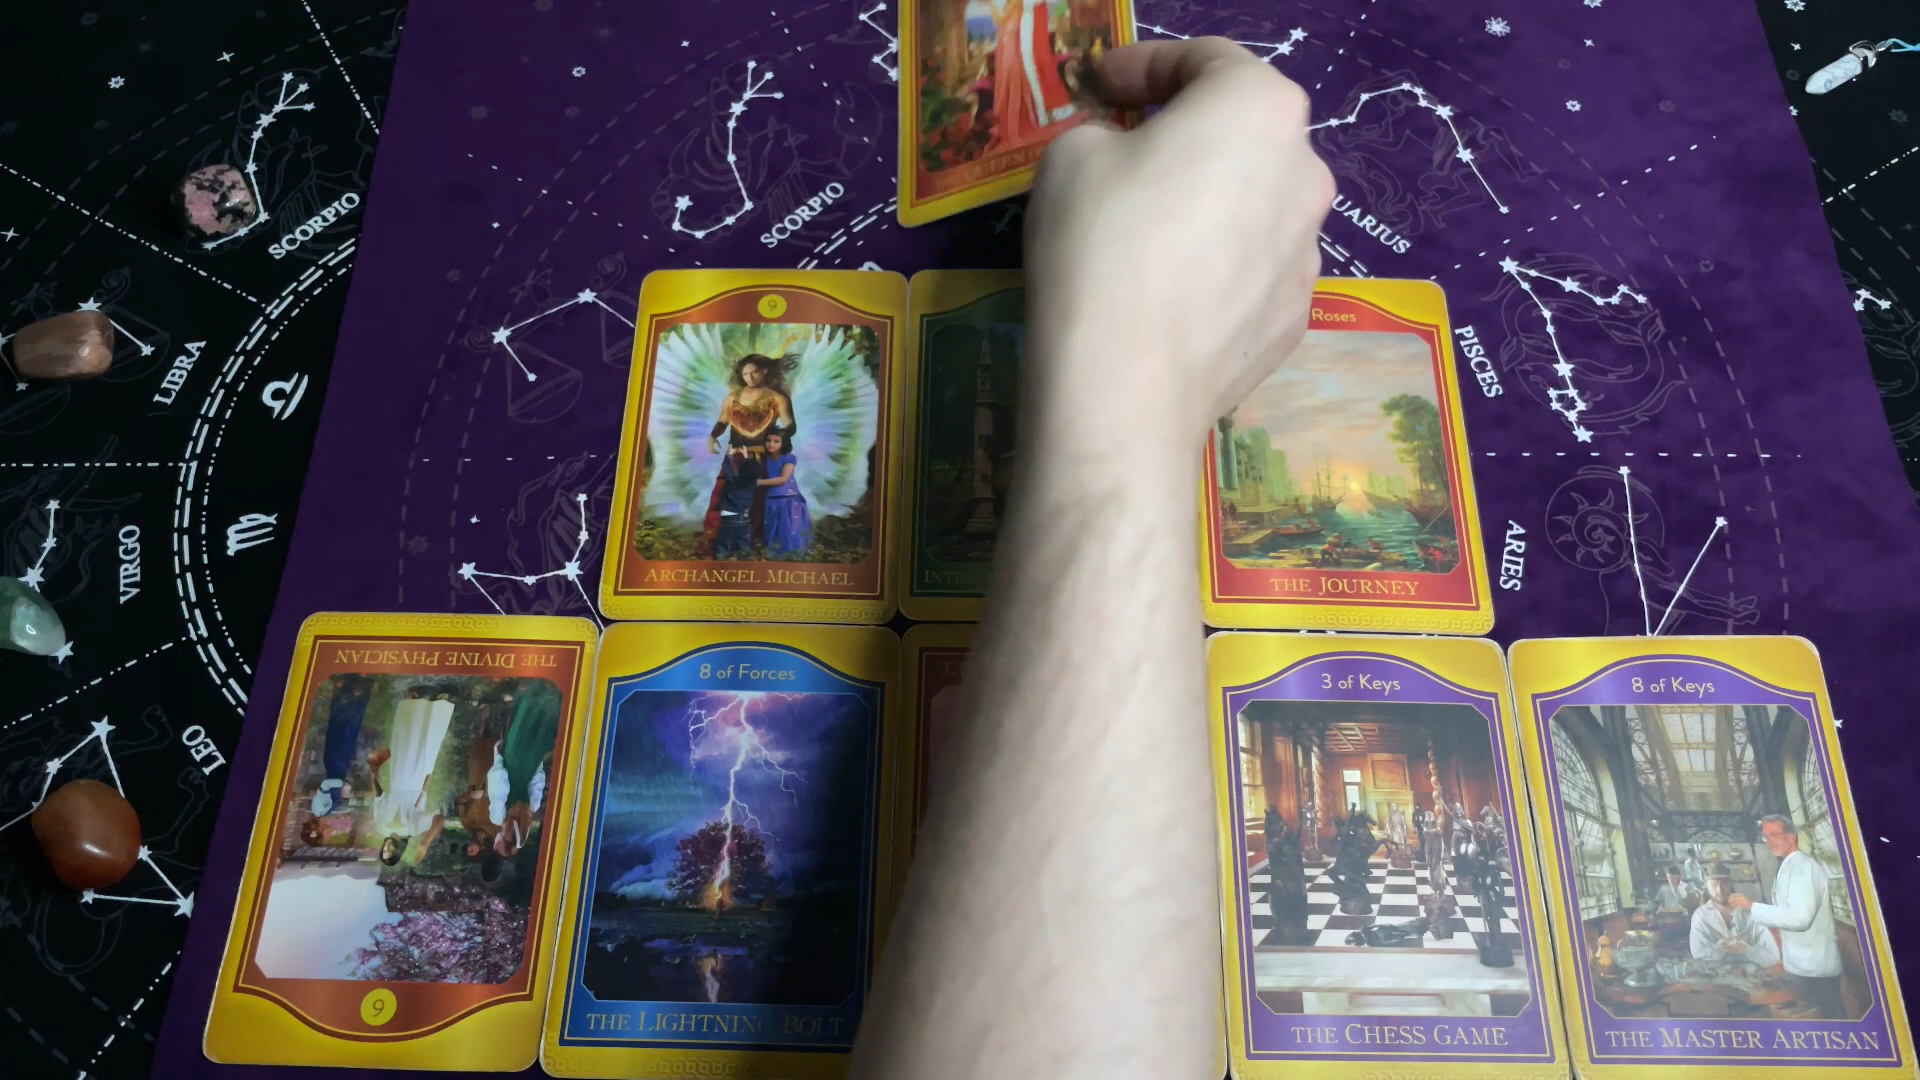 SCORPIO
SCORPIO
UARIUS
LIBRA
PISCES
9
Roses
ARCHANGEL MICHAEL
THE JOURNEY
VIRGO
ARIES
THE DIVINE PHYSICIAN
8 of Forces
3 of Keys
8 of Keys
LEO
9
THE LIGHTNING BOLT
THE CHESS GAME
THE MASTER ARTISAN